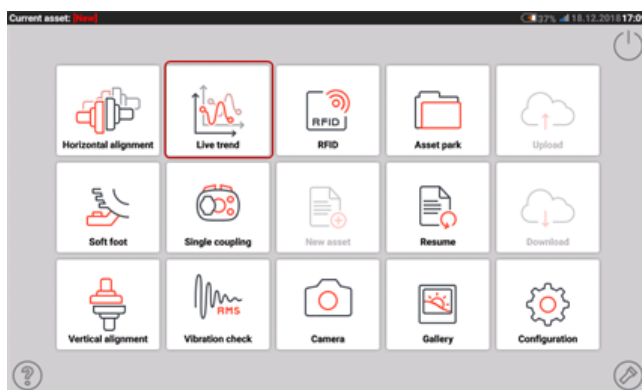 Current asset: [New]
37% 18.12.2018 17:09
Horizontal alignment
Live trend
RFID
RFID
Asset park
Upload
Soft foot
Single coupling
New asset
Resume
Download
Vertical alignment
RMS
Vibration check
Camera
Gallery
Configuration
?